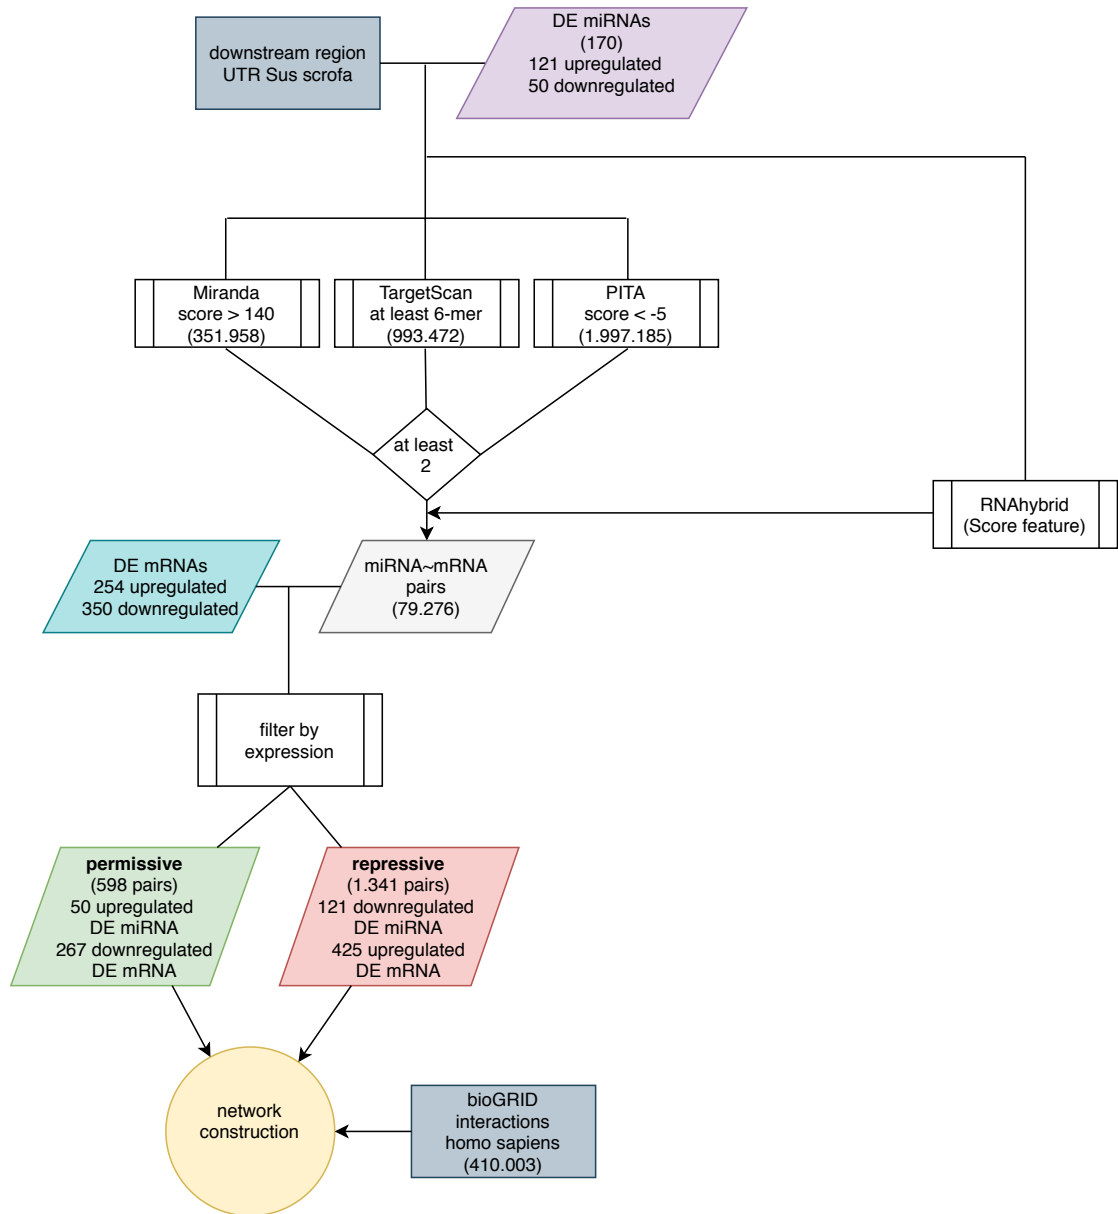 downstream region
UTR Sus scrofa
DE miRNAs
(170)
121 upregulated
50 downregulated
Miranda
score > 140
(351.958)
TargetScan
at least 6-mer
(993.472)
PITA
score < -5
(1.997.185)
at least
2
RNAhybrid
(Score feature)
DE mRNAs
254 upregulated
350 downregulated
miRNA~mRNA
pairs
(79.276)
filter by
expression
permissive
(598 pairs)
50 upregulated
DE miRNA
267 downregulated
DE mRNA
repressive
(1.341 pairs)
121 downregulated
DE miRNA
425 upregulated
DE mRNA
network
construction
bioGRID
interactions
homo sapiens
(410.003)